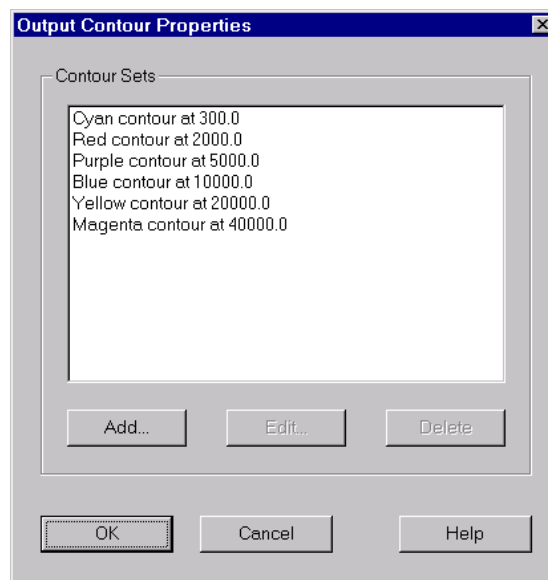 Output Contour Properties
Contour Sets
Cyan contour at 300.0
Red contour at 2000.0
Purple contour at 5000.0
Blue contour at 10000.0
Yellow contour at 20000.0
Magenta contour at 40000.0
Add... Edit... Delete
OK Cancel Help